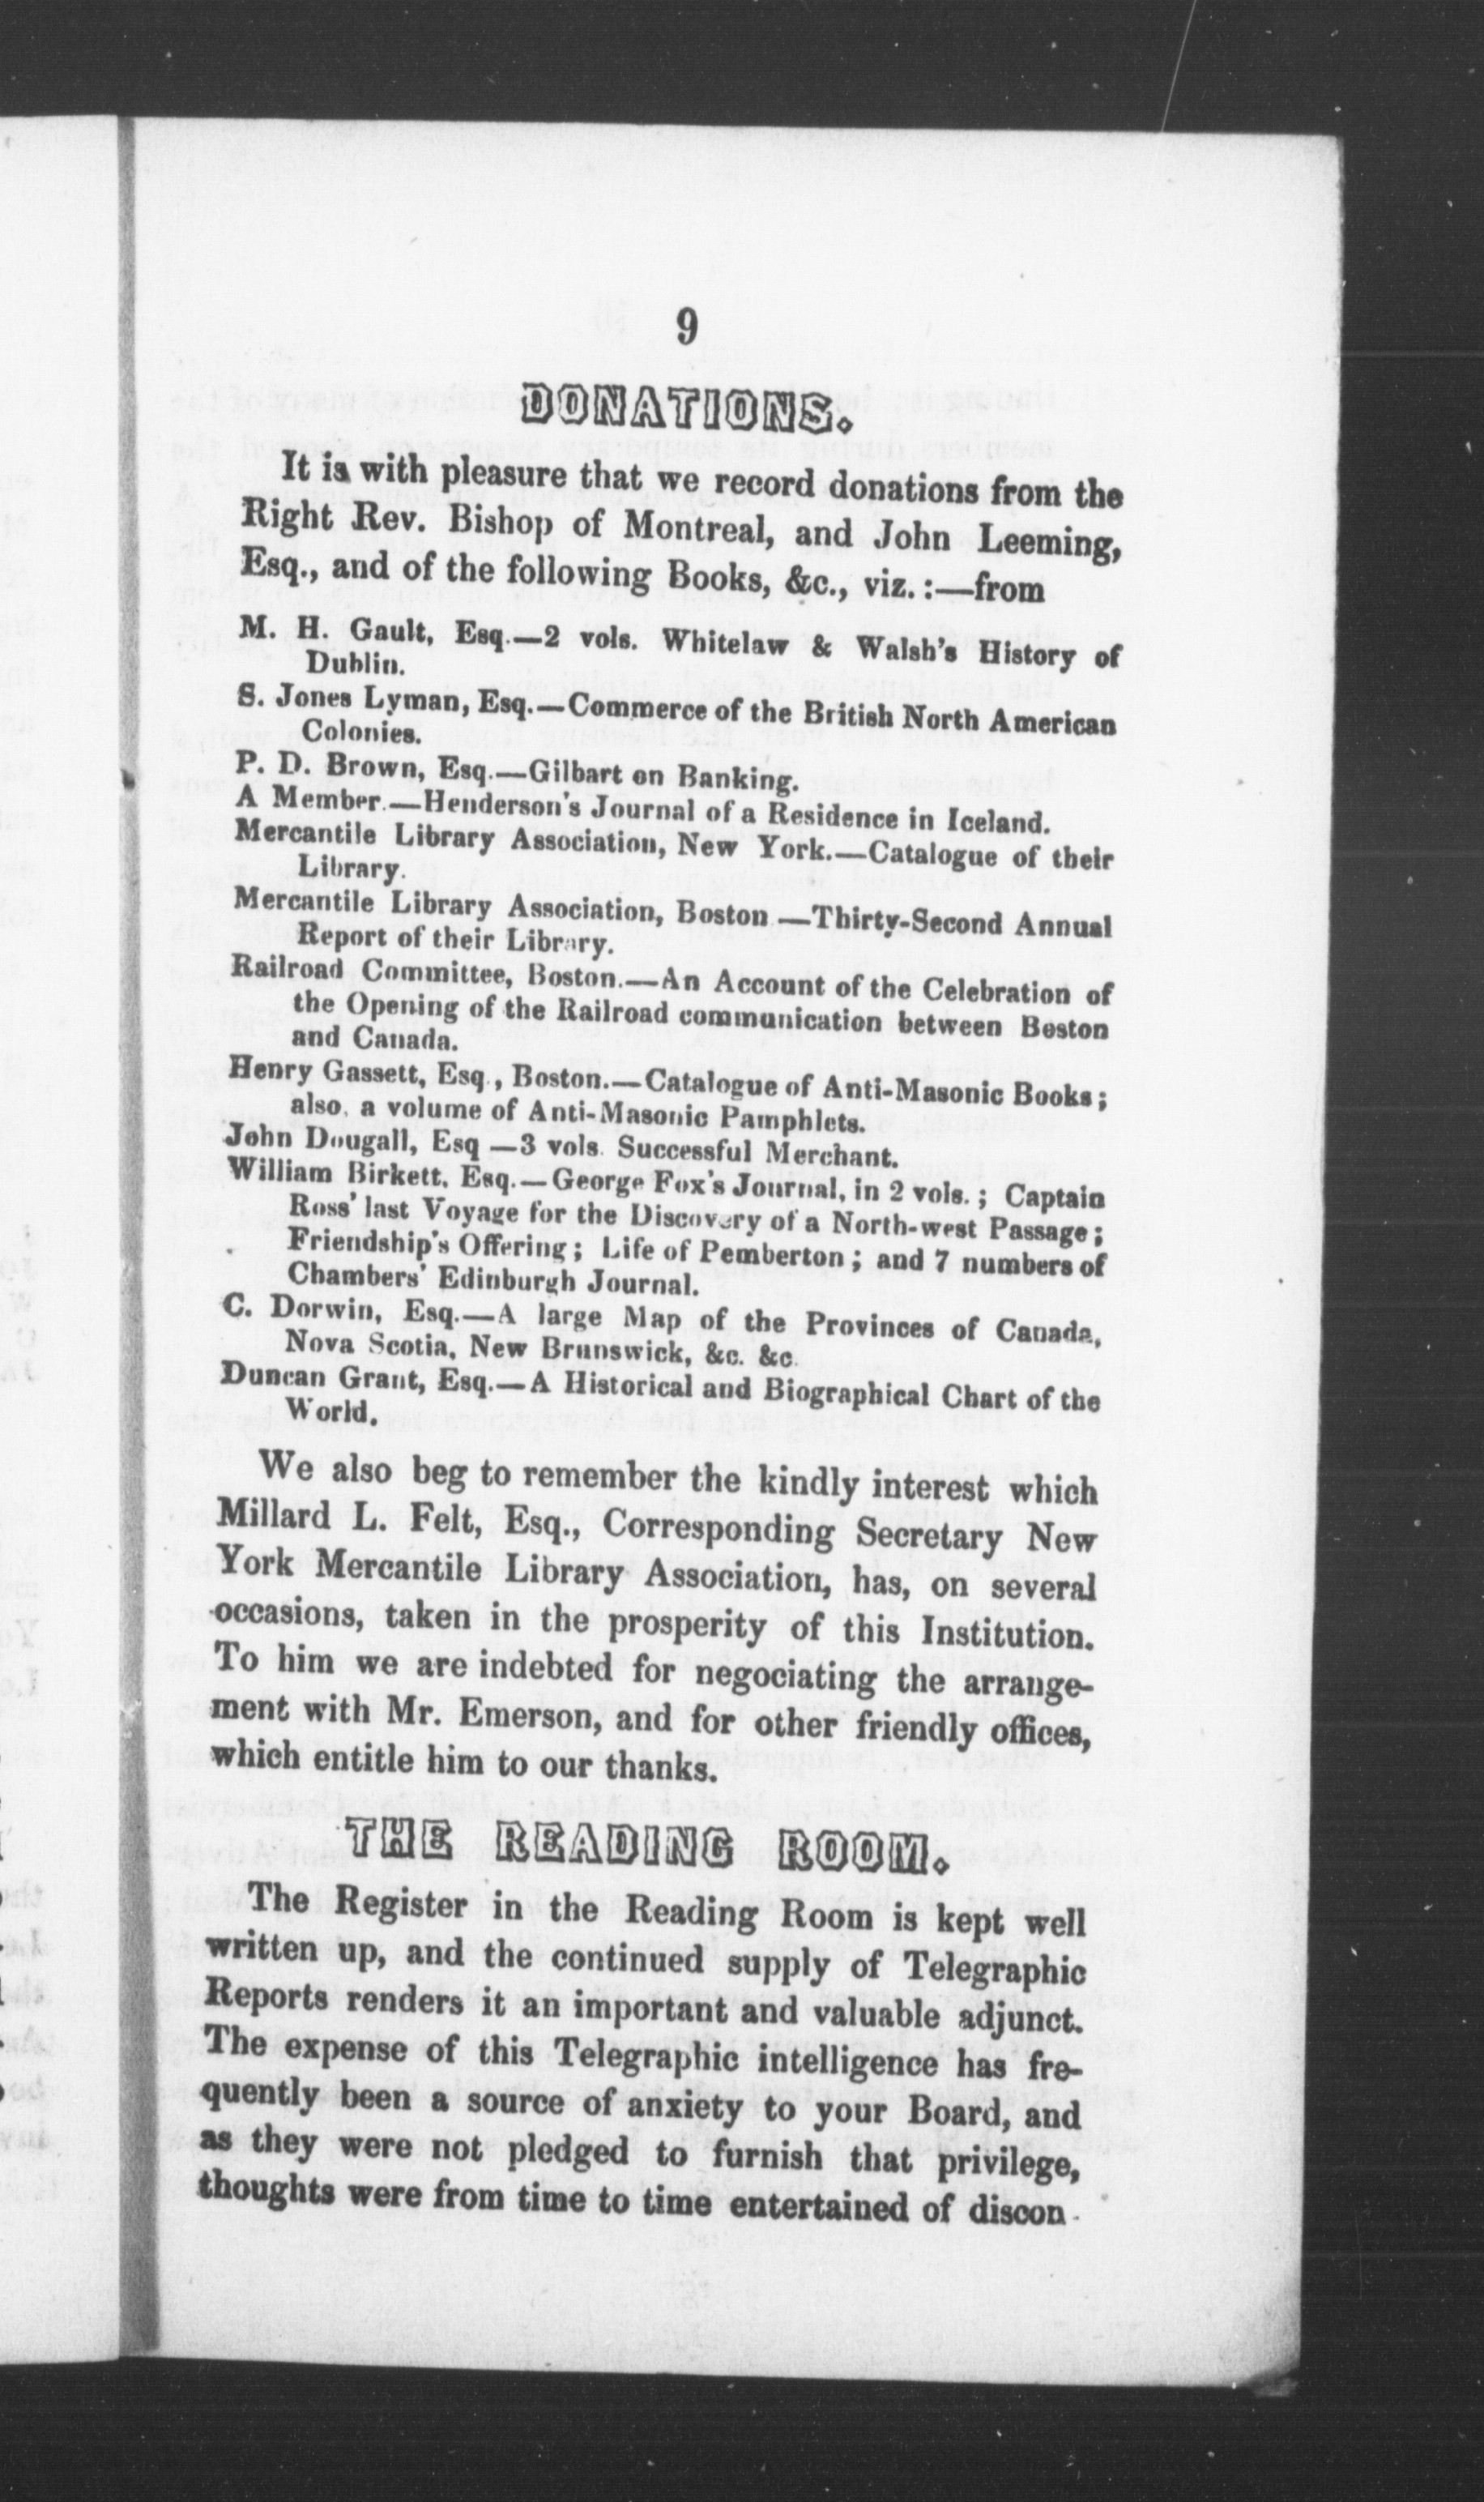 9
DONATIONS.
It is with pleasure that we record donations from the
Right Rev. Bishop of Montreal, and John Leeming,
Esq., and of the following Books, &c., viz. :—from
M. H. Gault, Esq.—2 vols. Whitelaw & Walsh's History of
Dublin.
S. Jones Lyman, Esq.—Commerce of the British North American
Colonies.
P. D. Brown, Esq.—Gilbart on Banking.
A Member.—Henderson's Journal of a Residence in Iceland.
Mercantile Library Association, New York.—Catalogue of their
Library.
Mercantile Library Association, Boston —Thirty-Second Annual
Report of their Library.
Railroad Committee, Boston.—An Account of the Celebration of
the Opening of the Railroad communication between Boston
and Canada.
Henry Gassett, Esq., Boston.—Catalogue of Anti-Masonic Books;
also, a volume of Anti-Masonic Pamphlets.
John Dougall, Esq —3 vols. Successful Merchant.
William Birkett, Esq.—George Fox's Journal, in 2 vols. ; Captain
Ross' last Voyage for the Discovery of a North-west Passage;
Friendship's Offering; Life of Pemberton; and 7 numbers of
Chambers' Edinburgh Journal.
C. Dorwin, Esq.—A large Map of the Provinces of Canada,
Nova Scotia, New Brunswick, &c. &c.
Duncan Grant, Esq.—A Historical and Biographical Chart of the
World.
We also beg to remember the kindly interest which
Millard L. Felt, Esq., Corresponding Secretary New
York Mercantile Library Association, has, on several
occasions, taken in the prosperity of this Institution.
To him we are indebted for negociating the arrange-
ment with Mr. Emerson, and for other friendly offices,
which entitle him to our thanks.
THE READING ROOM.
The Register in the Reading Room is kept well
written up, and the continued supply of Telegraphic
Reports renders it an important and valuable adjunct.
The expense of this Telegraphic intelligence has fre-
quently been a source of anxiety to your Board, and
as they were not pledged to furnish that privilege,
thoughts were from time to time entertained of discon-